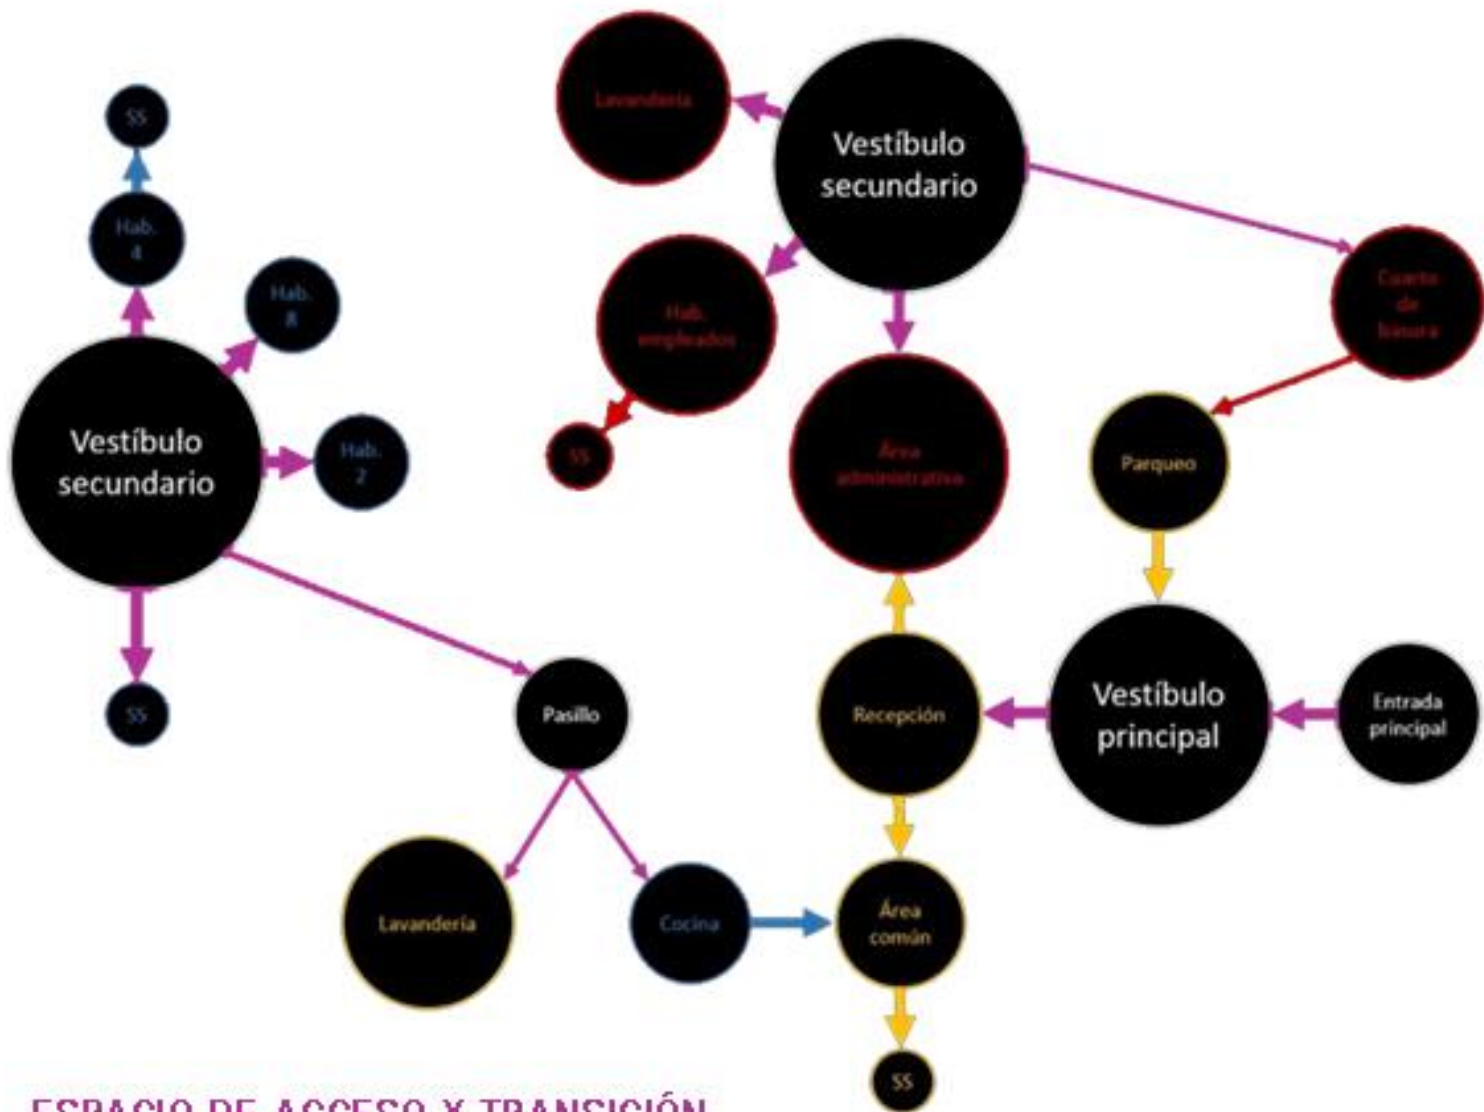 Lavandería
Vestíbulo
secundario
SS
Hab.
4
Hab.
8
Hab.
empleados
Cuarto
de
basura
Vestíbulo
secundario
Hab.
2
SS
Área
administrativa
Parqueo
SS
Pasillo
Recepción
Vestíbulo
principal
Entrada
principal
Lavandería
Cocina
Área
común
SS
ESPACIO DE ACCESO Y TRANSICIÓN